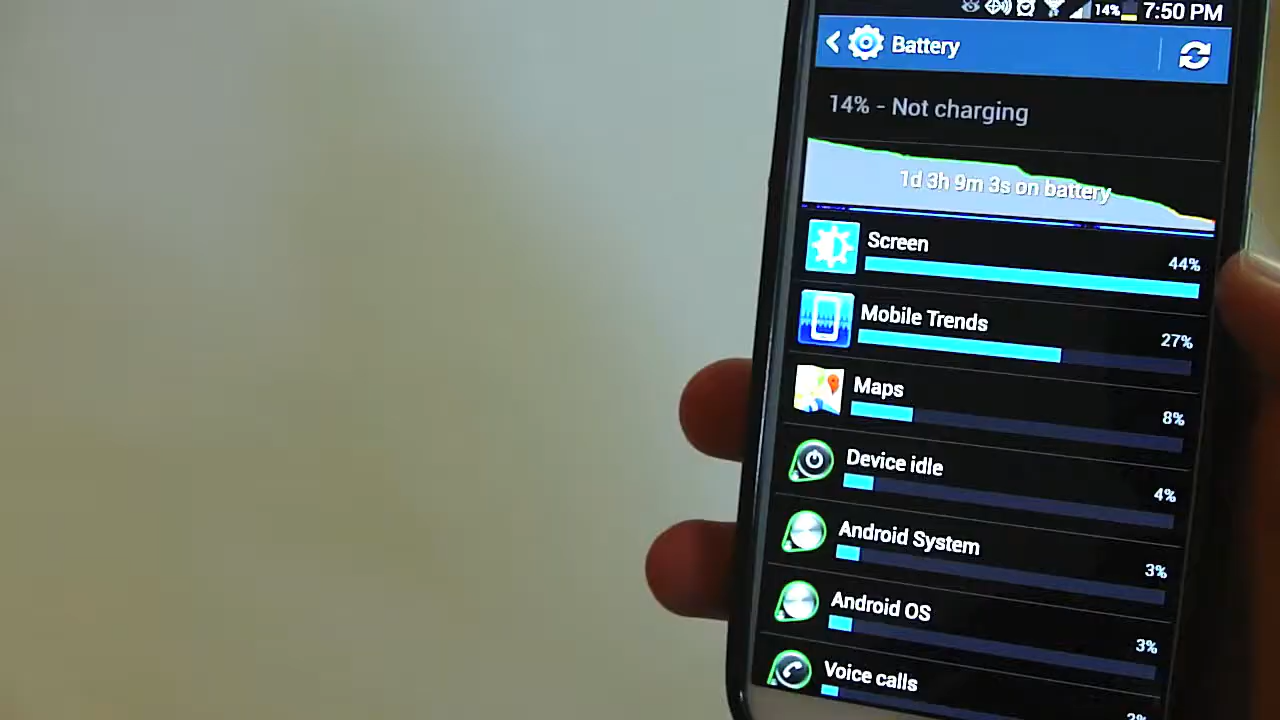 14% 7:50 PM
Battery
14% - Not charging
1d 3h 9m 3s on battery
Screen
44%
Mobile Trends
27%
Maps
8%
Device idle
4%
Android System
3%
Android OS
3%
Voice calls
2%